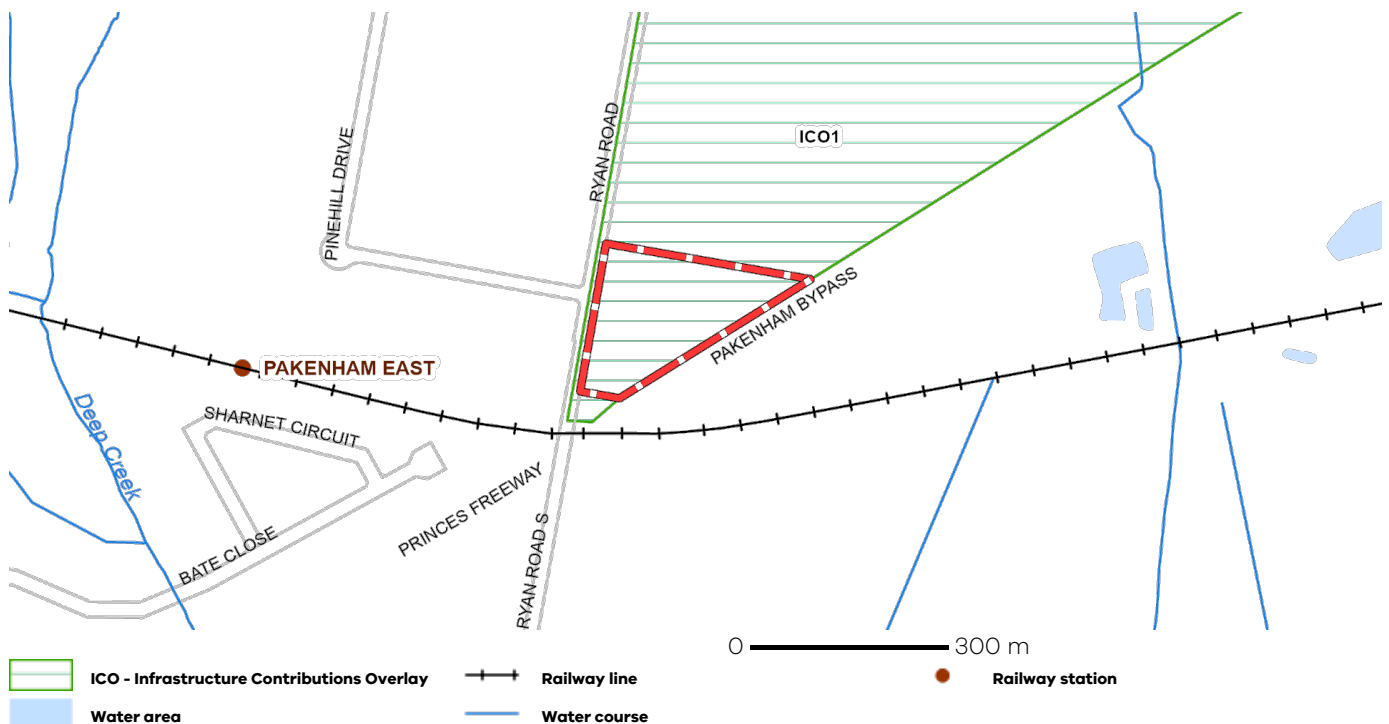 ICO1
RYAN ROAD
PINEHILL DRIVE
PAKENHAM BYPASS
PAKENHAM EAST
Deep Creek
SHARNET CIRCUIT
PRINCES FREEWAY
RYAN ROAD S
BATE CLOSE
0 300 m
ICO - Infrastructure Contributions Overlay
Railway line
Railway station
Water area
Water course